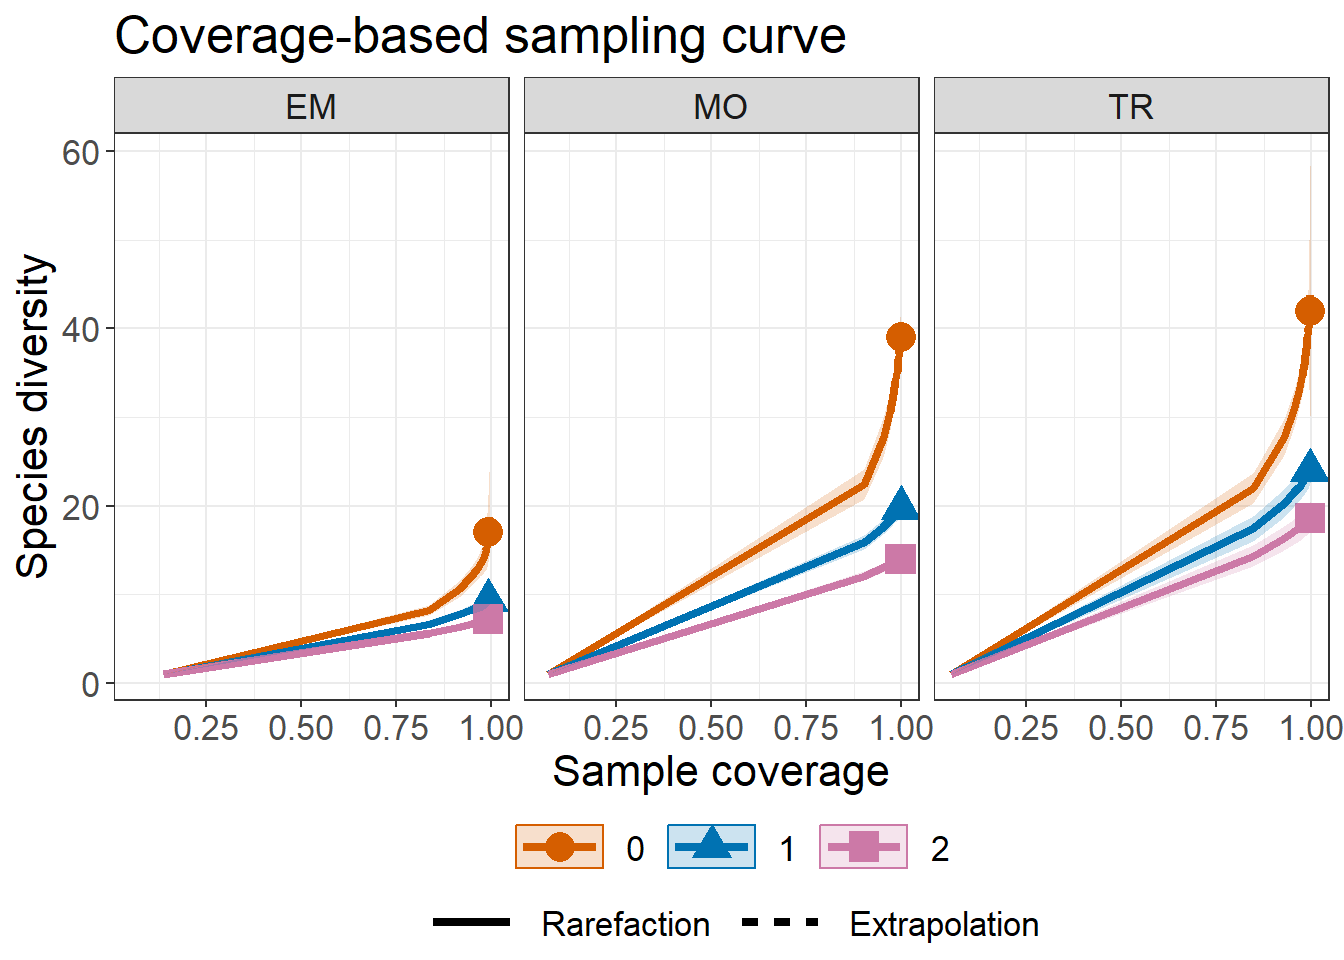 Coverage-based sampling curve
EM MO TR
60
40
20
0
Species diversity
0.25 0.50 0.75 1.00 0.25 0.50 0.75 1.00 0.25 0.50 0.75 1.00
Sample coverage
0 1 2
Rarefaction Extrapolation